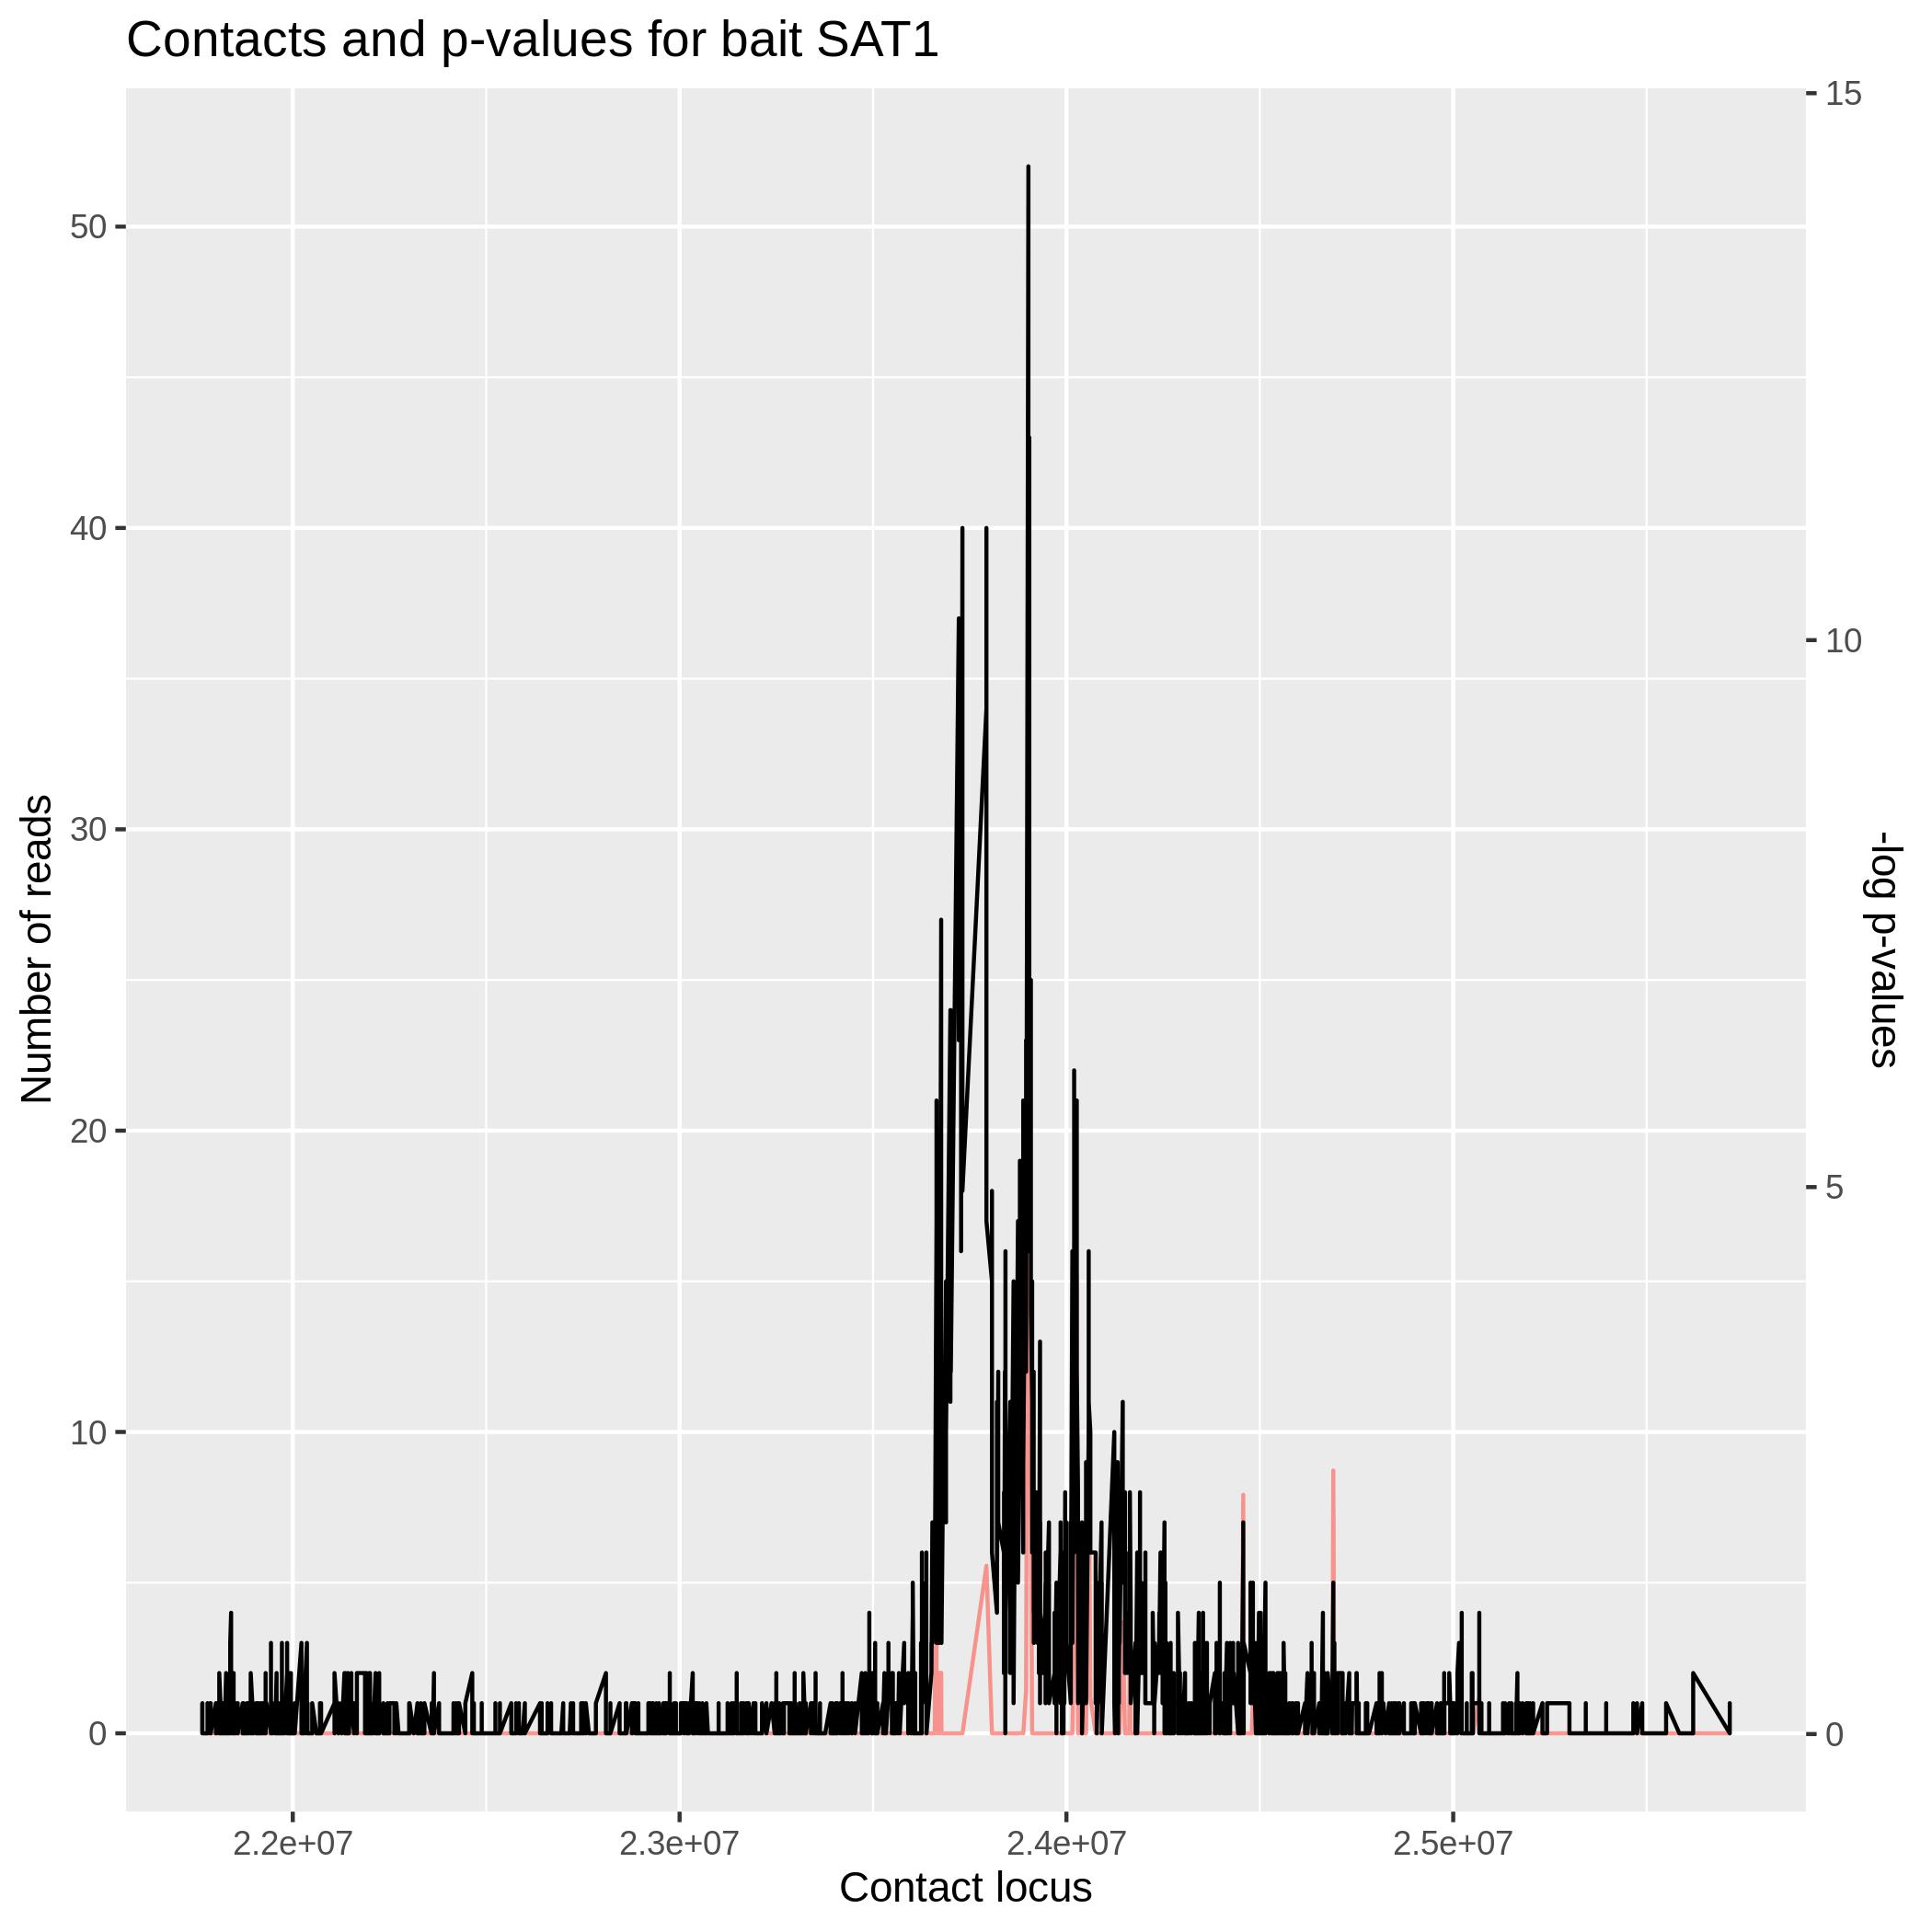 Contacts and p-values for bait SAT1
15
50
40
10
30
20
5
10
0
0
Number of reads
-log p-values
2.2e+07
2.3e+07
2.4e+07
2.5e+07
Contact locus